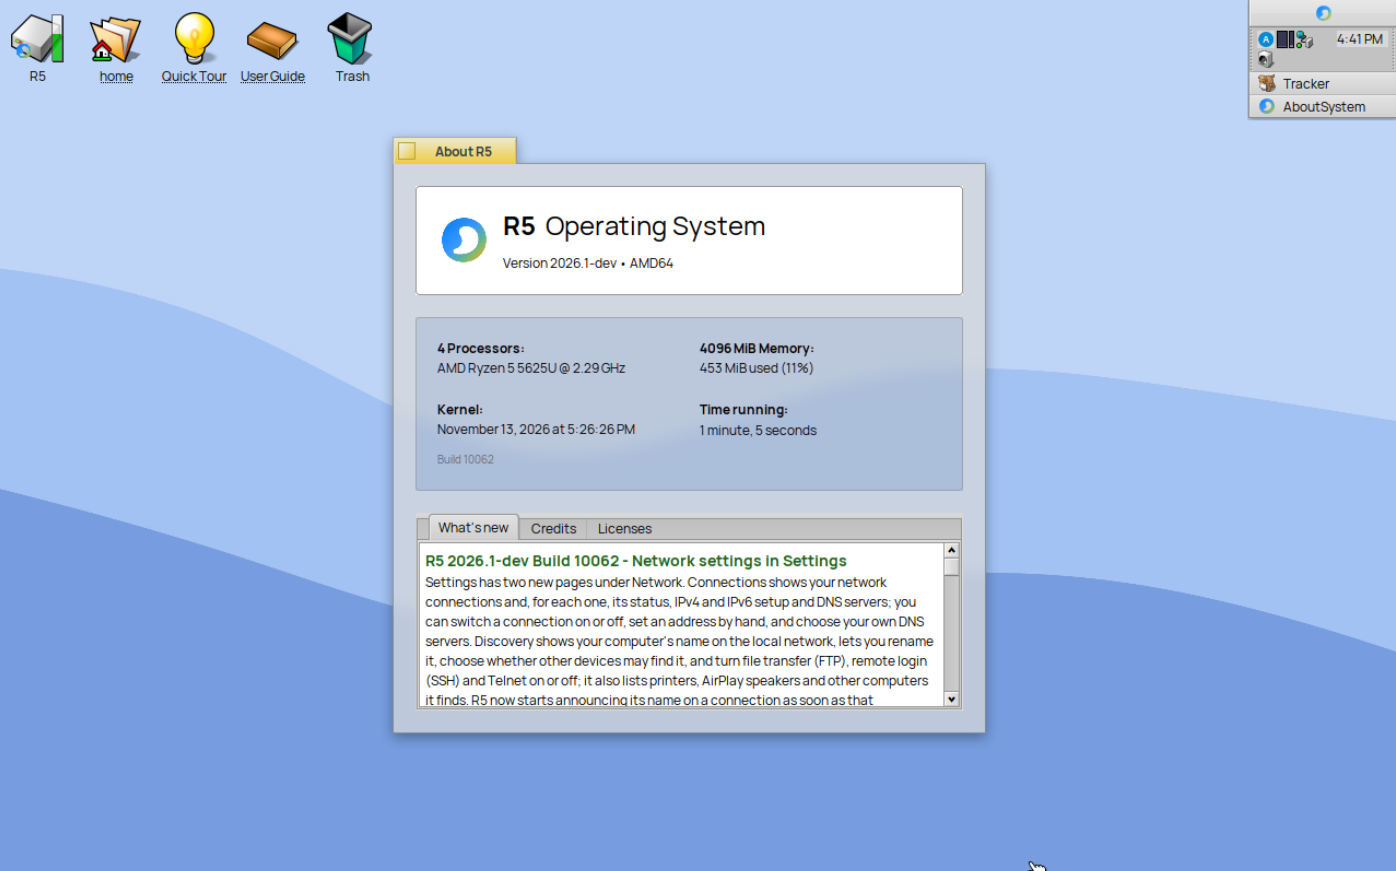 R5
home
Quick Tour
User Guide
Trash
A
4:41 PM
Tracker
AboutSystem
About R5
R5 Operating System
Version 2026.1-dev • AMD64
4 Processors:
AMD Ryzen 5 5625U @ 2.29 GHz
4096 MiB Memory:
453 MiB used (11%)
Kernel:
November 13, 2026 at 5:26:26 PM
Time running:
1 minute, 5 seconds
Build 10062
What's new
Credits
Licenses
R5 2026.1-dev Build 10062 - Network settings in Settings
Settings has two new pages under Network. Connections shows your network
connections and, for each one, its status, IPv4 and IPv6 setup and DNS servers; you
can switch a connection on or off, set an address by hand, and choose your own DNS
servers. Discovery shows your computer's name on the local network, lets you rename
it, choose whether other devices may find it, and turn file transfer (FTP), remote login
(SSH) and Telnet on or off; it also lists printers, AirPlay speakers and other computers
it finds. R5 now starts announcing its name on a connection as soon as that